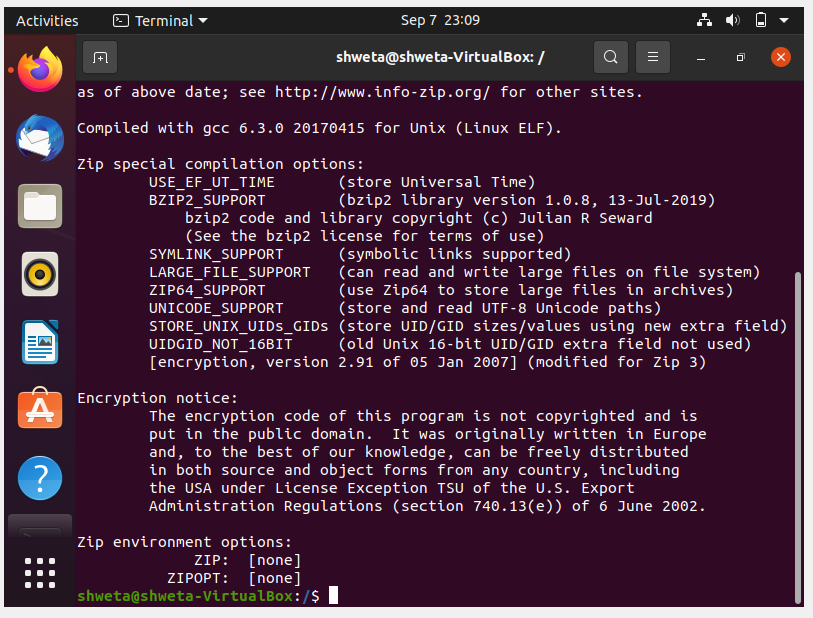 Activities
Terminal
Sep 7 23:09
shweta@shweta-VirtualBox: /
as of above date; see http://www.info-zip.org/ for other sites.
Compiled with gcc 6.3.0 20170415 for Unix (Linux ELF).
Zip special compilation options:
USE_EF_UT_TIME (store Universal Time)
BZIP2_SUPPORT (bzip2 library version 1.0.8, 13-Jul-2019)
bzip2 code and library copyright (c) Julian R Seward
(See the bzip2 license for terms of use)
SYMLINK_SUPPORT (symbolic links supported)
LARGE_FILE_SUPPORT (can read and write large files on file system)
ZIP64_SUPPORT (use Zip64 to store large files in archives)
UNICODE_SUPPORT (store and read UTF-8 Unicode paths)
STORE_UNIX_UIDs_GIDs (store UID/GID sizes/values using new extra field)
UIDGID_NOT_16BIT (old Unix 16-bit UID/GID extra field not used)
[encryption, version 2.91 of 05 Jan 2007] (modified for Zip 3)
Encryption notice:
The encryption code of this program is not copyrighted and is
put in the public domain. It was originally written in Europe
and, to the best of our knowledge, can be freely distributed
in both source and object forms from any country, including
the USA under License Exception TSU of the U.S. Export
Administration Regulations (section 740.13(e)) of 6 June 2002.
Zip environment options:
ZIP: [none]
ZIPOPT: [none]
shweta@shweta-VirtualBox:/$